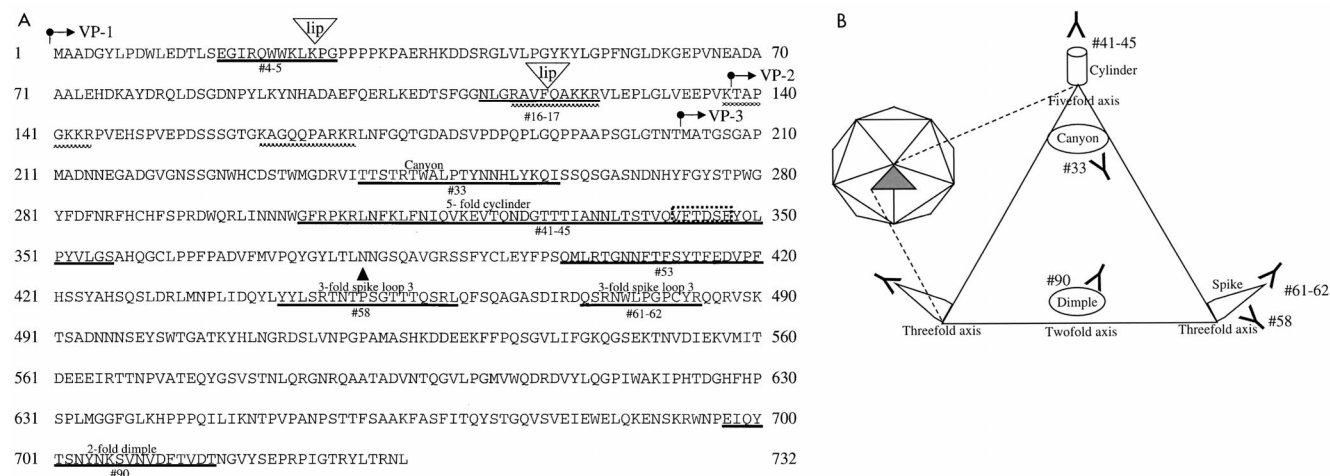 A
VP-1
lip
1 MAADGYLPDWLEDTLSEGIRQWWKLKPGPPPPKPAERHKDDSRGLVLPGYKYLGPFNGLDKGEPVNEADA 70
#4-5
lip
VP-2
71 AALEHDKAYDRQLDSGDNPYLKYNHADAEFQERLKEDTSFGGNLGRAVFQAKKRVLEPLGLVEEPVKTAP 140
#16-17
VP-3
141 GKKRPVEHSPVEPDSSSGTGKAGQQPARKRLNFGQTGDADSVPDPQPLGQPPAAPSGLGTNTMATGSGAP 210
Canyon
211 MADNNEGADGVGNSSGNWHCDSTWMGDRVITTSTRTWALPTYNNHLYKQISSQSGASNDNHYFGYSTPWG 280
#33
5- fold cyclinder
281 YFDFNRFHCHFSPRDWQRLINNNWGFRPKRLNFKLFNIQVKEVTQNDGTTTIANNLTSTVQVFTDSEYQL 350
#41-45
351 PYVLGSAHQGCLPPFPADVFMVPQYGYLTLNNGSQAVGRSSFYCLEYFPSQMLRTGNNFTFSYTFEDVPF 420
#53
3-fold spike loop 3 3-fold spike loop 3
421 HSSYAHSQSLDRLMNPLIDQYLYYLSRTNTPSGTTTQSRLQFSQAGASDIRDQSRNWLPGPCYRQQRVSK 490
#58 #61-62
491 TSADNNNSEYSWTGATKYHLNGRDSLVNPGPAMASHKDDEEKFFPQSGVLIFGKQGSEKTNVDIEKVMIT 560
561 DEEEIRTTNPVATEQYGSVSTNLQRGNRQAATADVNTQGVLPGMVWQDRDVYLQGPIWAKIPHTDGHFHP 630
631 SPLMGGFGLKHPPPQILIKNTPVPANPSTTFSAAKFASFITQYSTGQVSVEIEWELQKENSKRWNPEIQY 700
2-fold dimple
701 TSNYNKSVNVDFTVDTNGVYSEPRPIGTRYLTRNL 732
#90
B
#41-45
Cylinder
Fivefold axis
Canyon
#33
#90
Dimple
Spike
#61-62
#58
Threefold axis
Twofold axis
Threefold axis